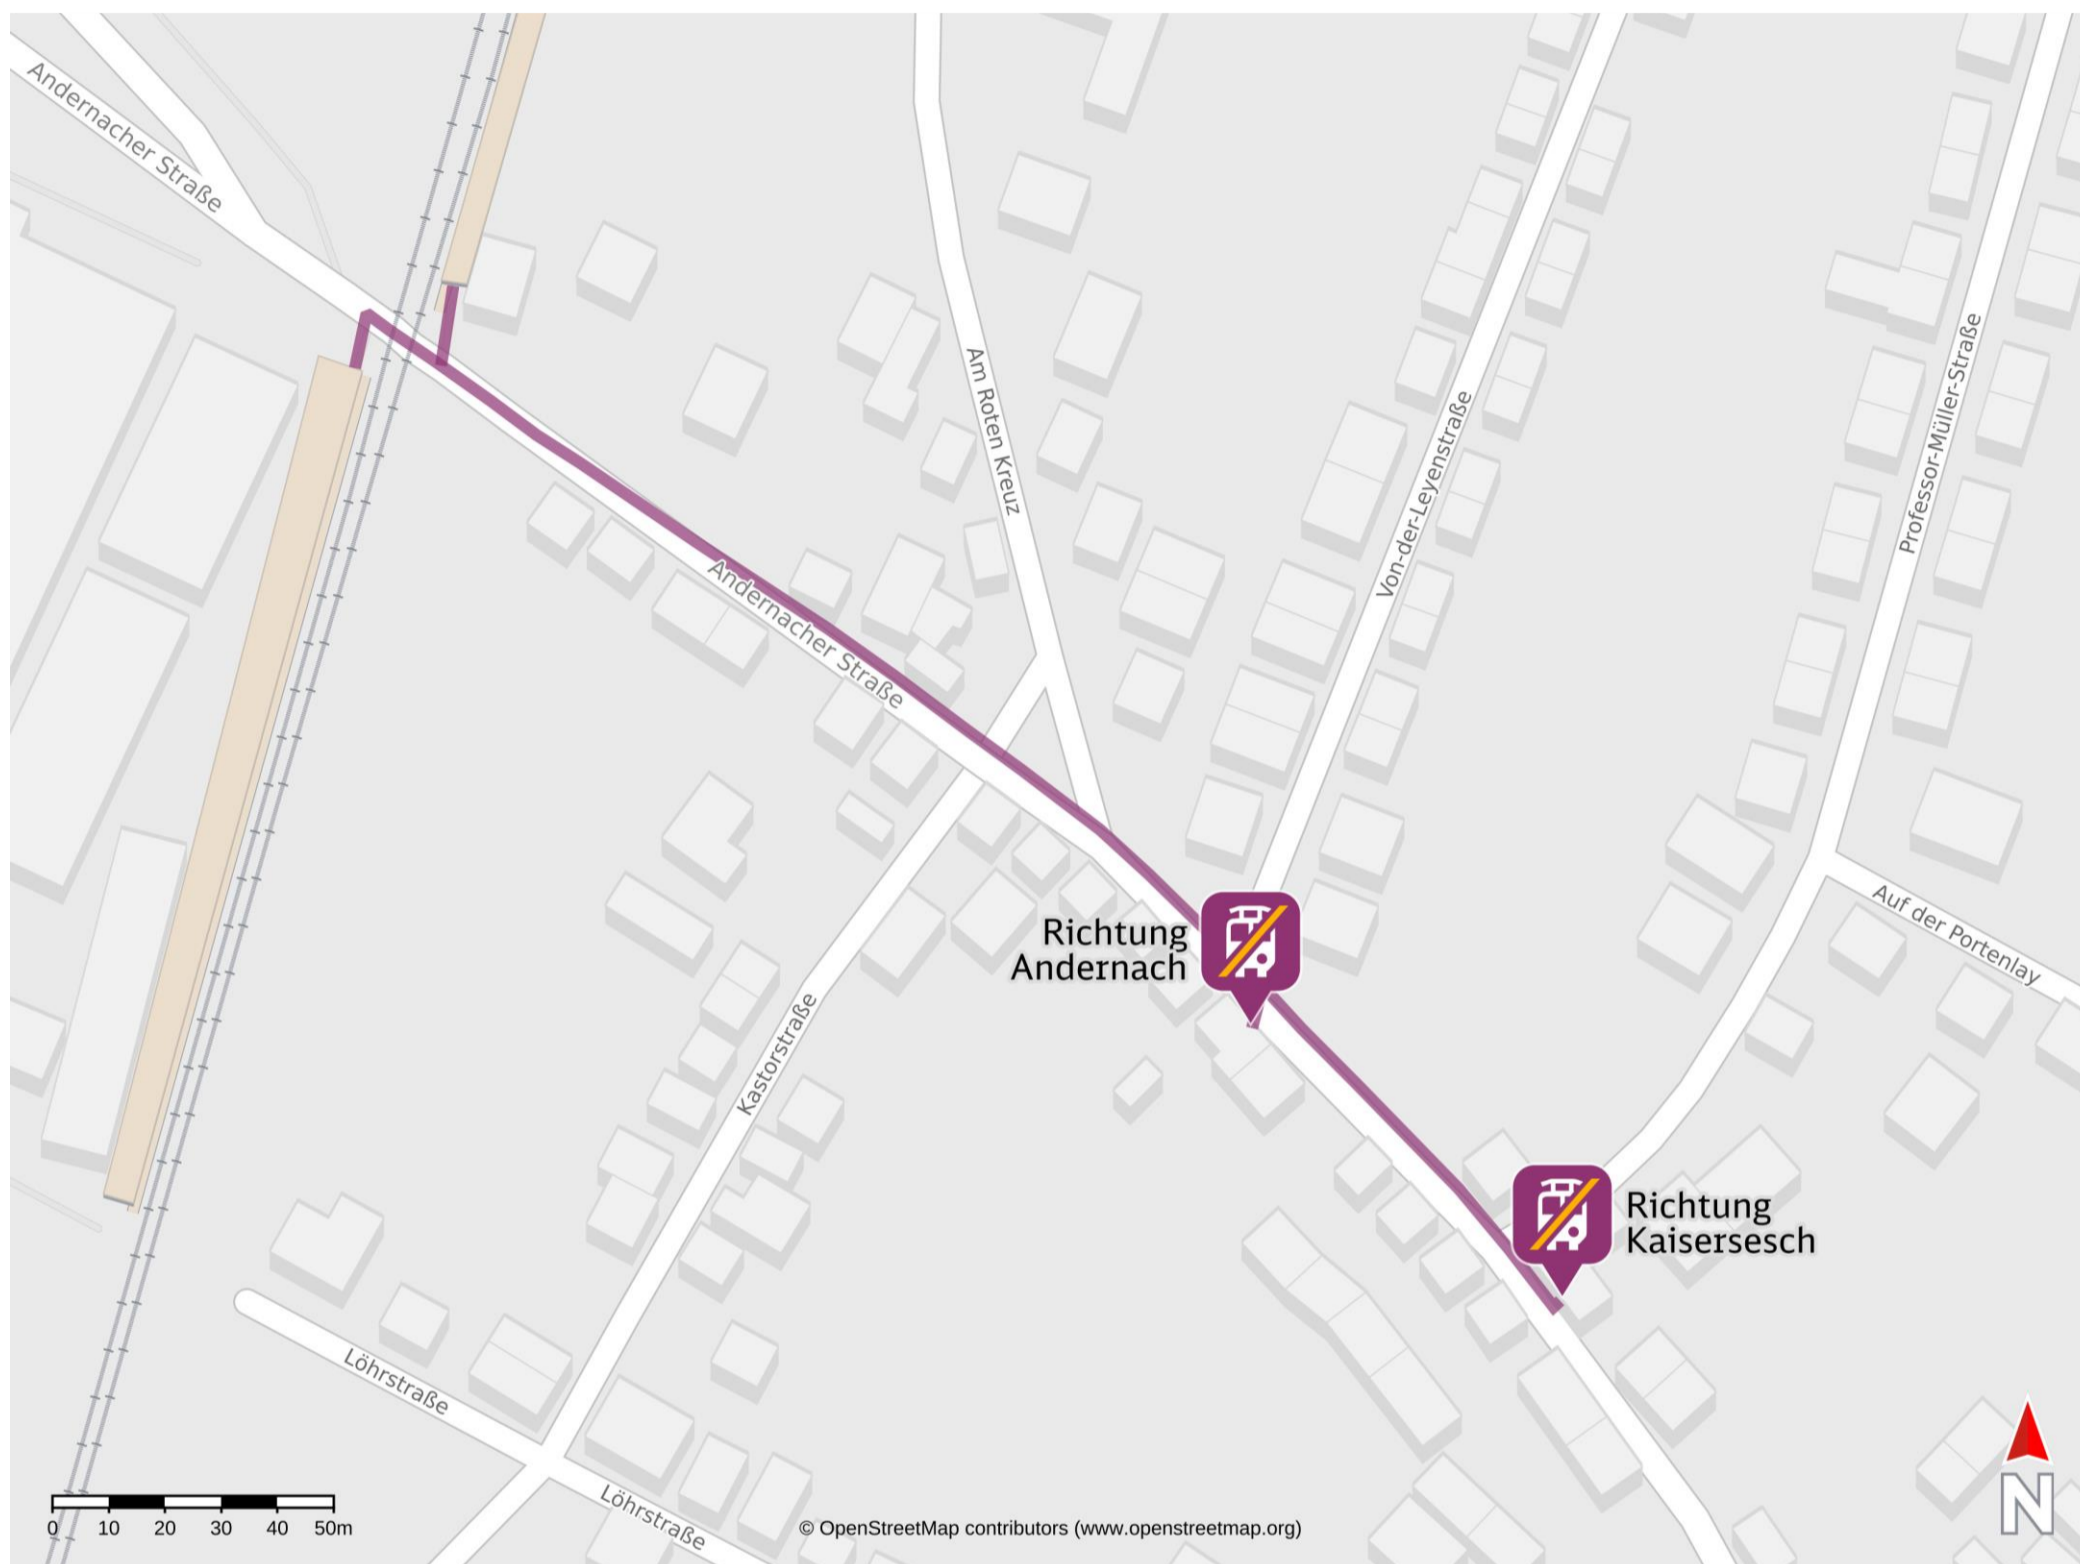 Andernacher Straße
Am Roten Kreuz
Von-der-Leyenstraße
Professor-Müller-Straße
Andernacher Straße
Auf der Portenlay
Richtung
Andernach
Kastorstraße
Richtung
Kaisersesch
Löhrstraße
Löhrstraße
0 10 20 30 40 50m
© OpenStreetMap contributors (www.openstreetmap.org)
N